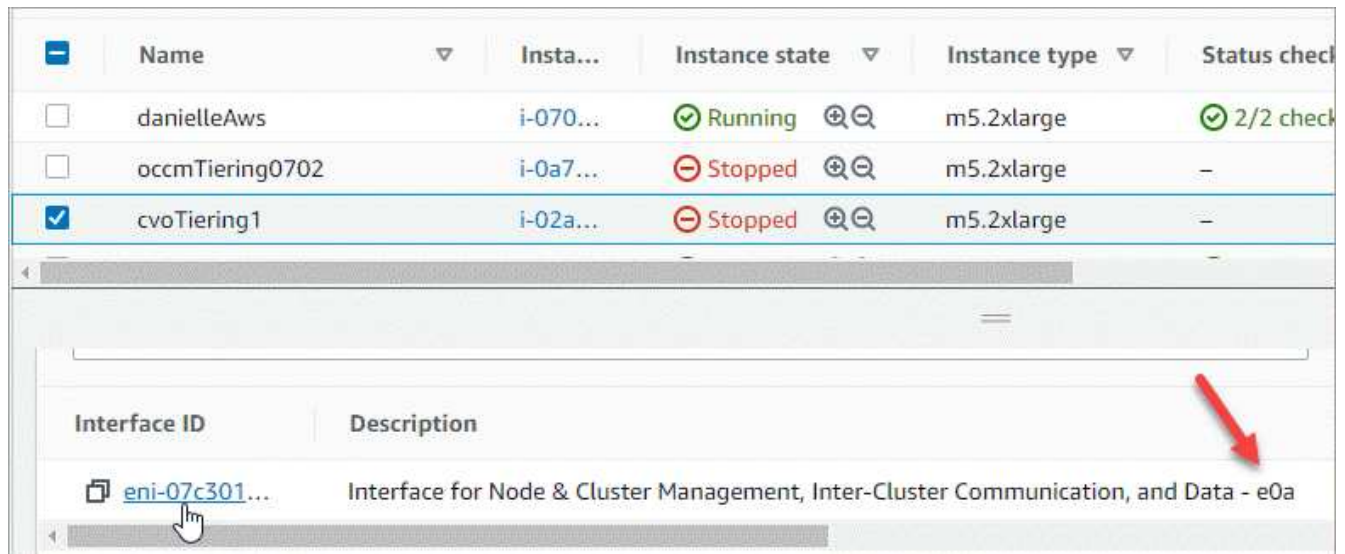 Name Insta... Instance state Instance type Status check
danielleAws i-070... Running m5.2xlarge 2/2 check
occmTiering0702 i-0a7... Stopped m5.2xlarge –
cvoTiering1 i-02a... Stopped m5.2xlarge –
Interface ID Description
eni-07c301... Interface for Node & Cluster Management, Inter-Cluster Communication, and Data - e0a